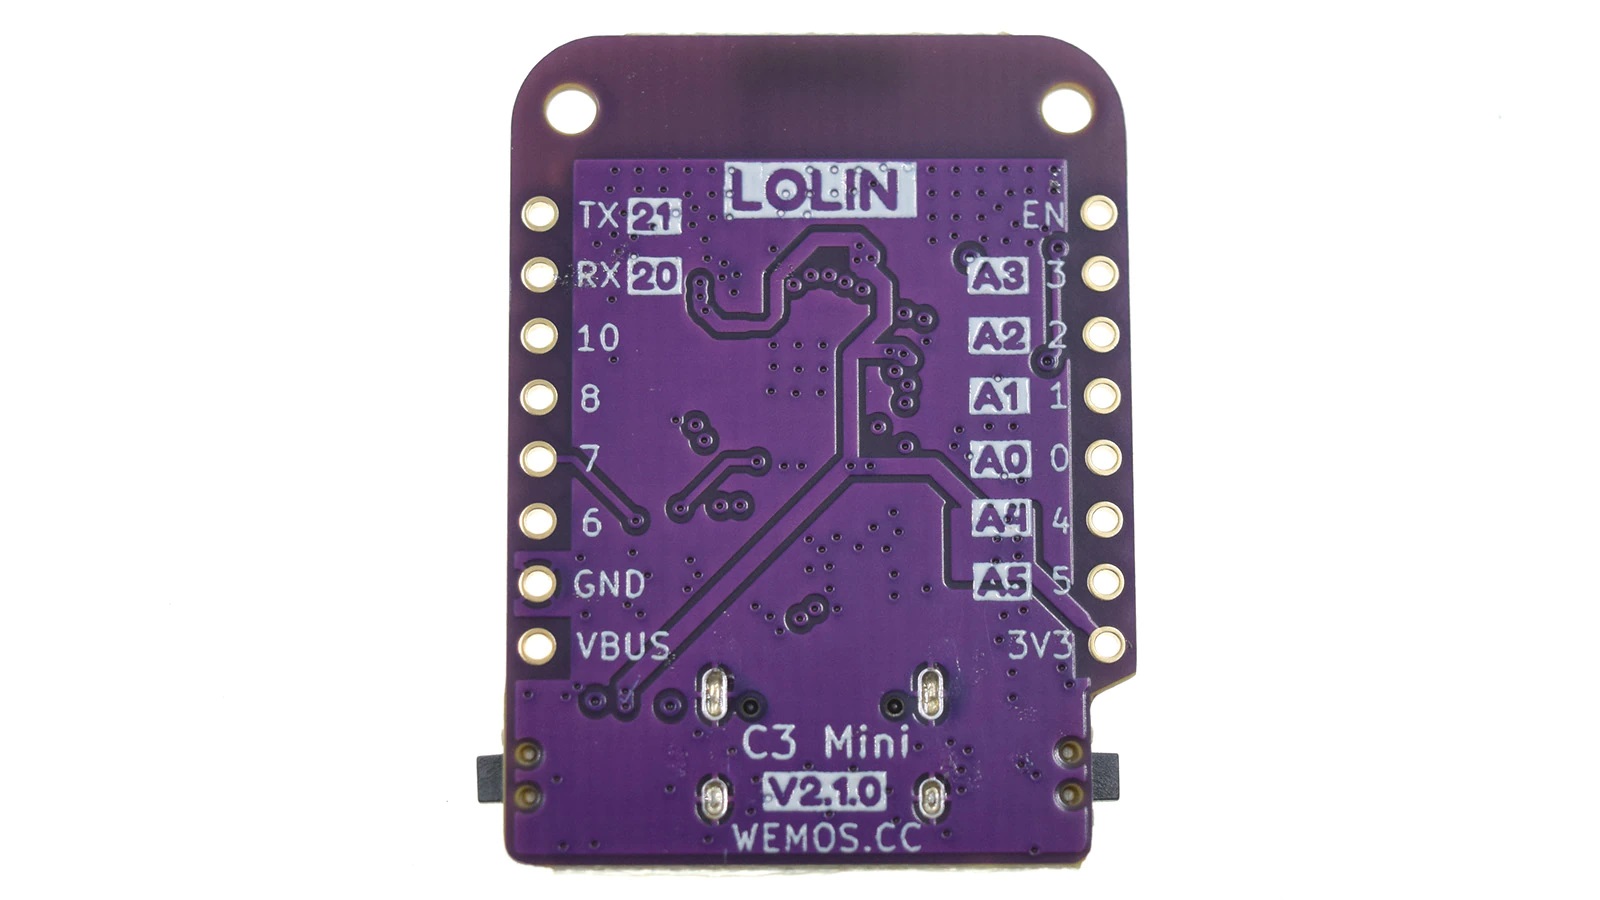 LOLIN
TX 21 EN
RX 20 A3 3
10 A2 2
8 A1 1
7 A0 0
6 A4 4
GND A5 5
VBUS 3V3
C3 Mini
V2.1.0
WEMOS.CC